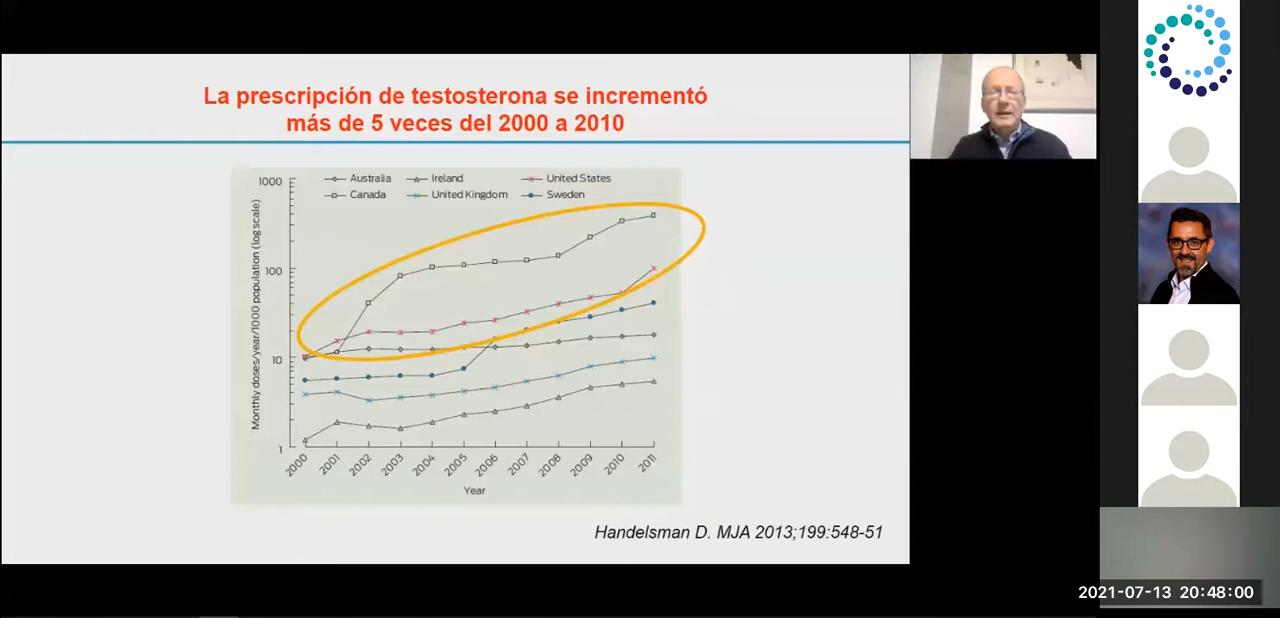 La prescripción de testosterona se incrementó
más de 5 veces del 2000 a 2010
Australia Ireland United States
Canada United Kingdom Sweden
Monthly doses/year/1000 population (log scale)
1000
100
10
1
2000 2001 2002 2003 2004 2005 2006 2007 2008 2009 2010 2011
Year
Handelsman D. MJA 2013;199:548-51
2021-07-13 20:48:00